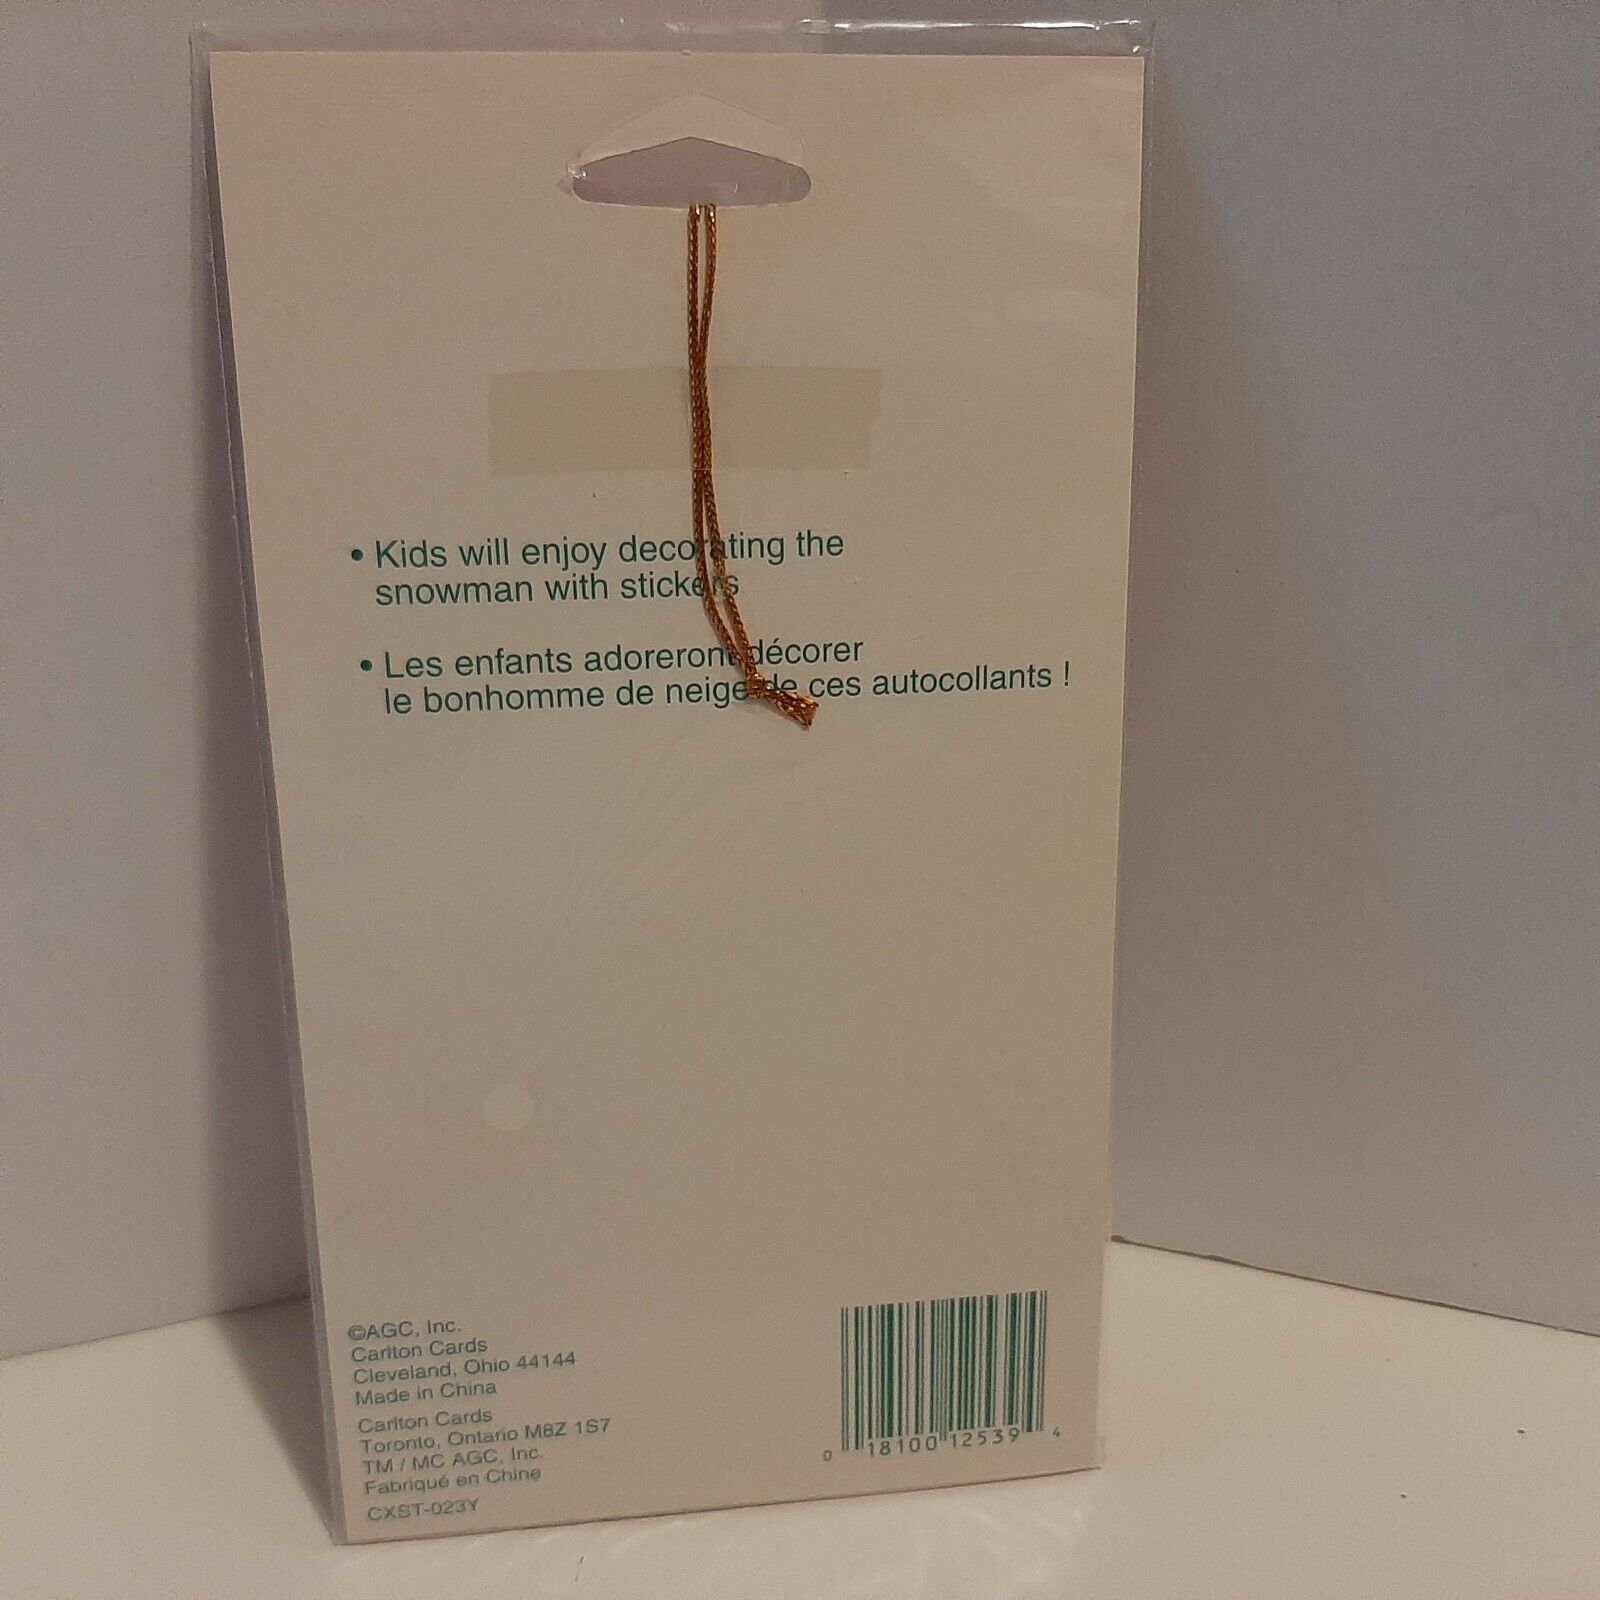 • Kids will enjoy decorating the
snowman with stickers
• Les enfants adoreront décorer
le bonhomme de neige de ces autocollants !
©AGC, Inc.
Carlton Cards
Cleveland, Ohio 44144
Made in China
Carlton Cards
Toronto, Ontario M8Z 1S7
TM / MC AGC, Inc.
Fabriqué en Chine
CXST-023Y
0 18100 12539 4